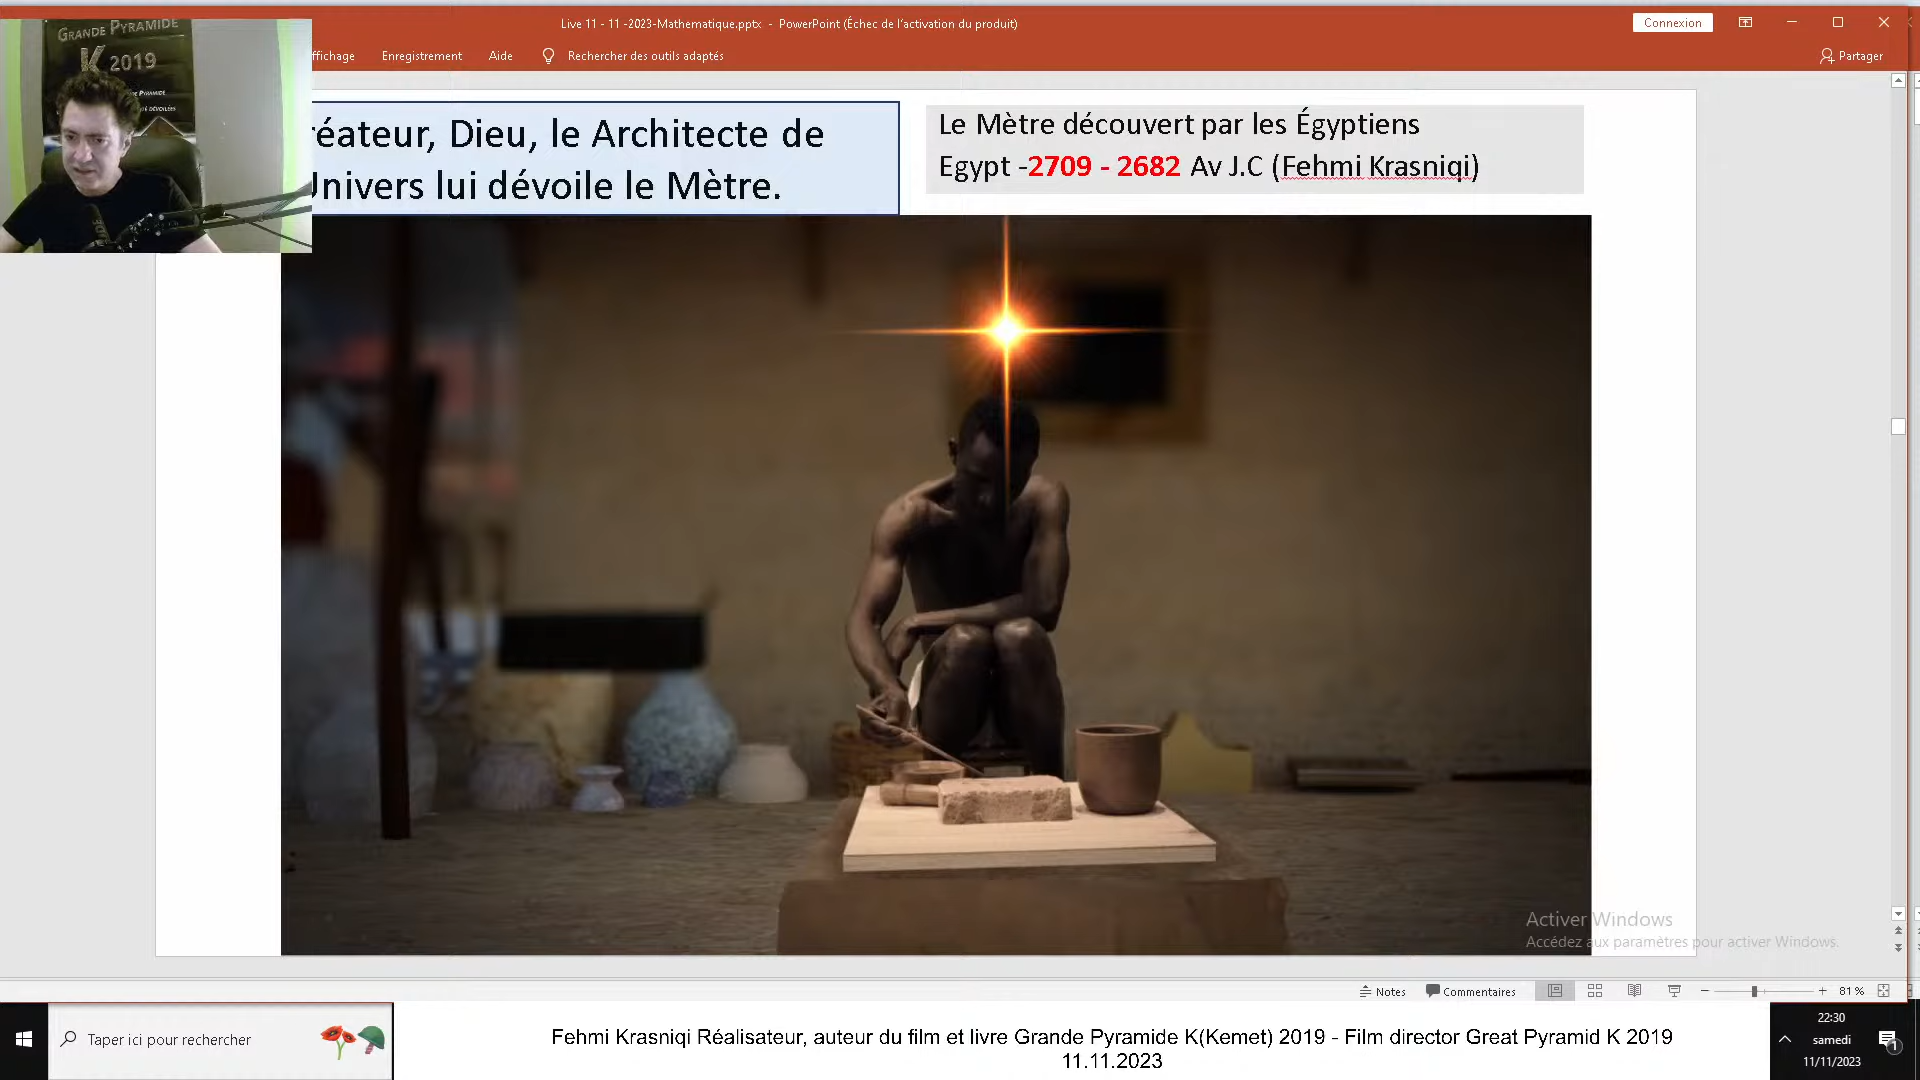 GRANDE PYRAMIDE
K 2019
Live 11 - 11 -2023-Mathematique.pptx - PowerPoint (Échec de l'activation du produit)
Connexion
ffichage
Enregistrement
Aide
Rechercher des outils adaptés
Partager
réateur, Dieu, le Architecte de
Univers lui dévoile le Mètre.
Le Mètre découvert par les Égyptiens
Egypt -2709 - 2682 Av J.C (Fehmi Krasniqi)
Activer Windows
Accédez aux paramètres pour activer Windows.
Notes
Commentaires
81 %
Taper ici pour rechercher
Fehmi Krasniqi Réalisateur, auteur du film et livre Grande Pyramide K(Kemet) 2019 - Film director Great Pyramid K 2019
11.11.2023
22:30
samedi
11/11/2023
1